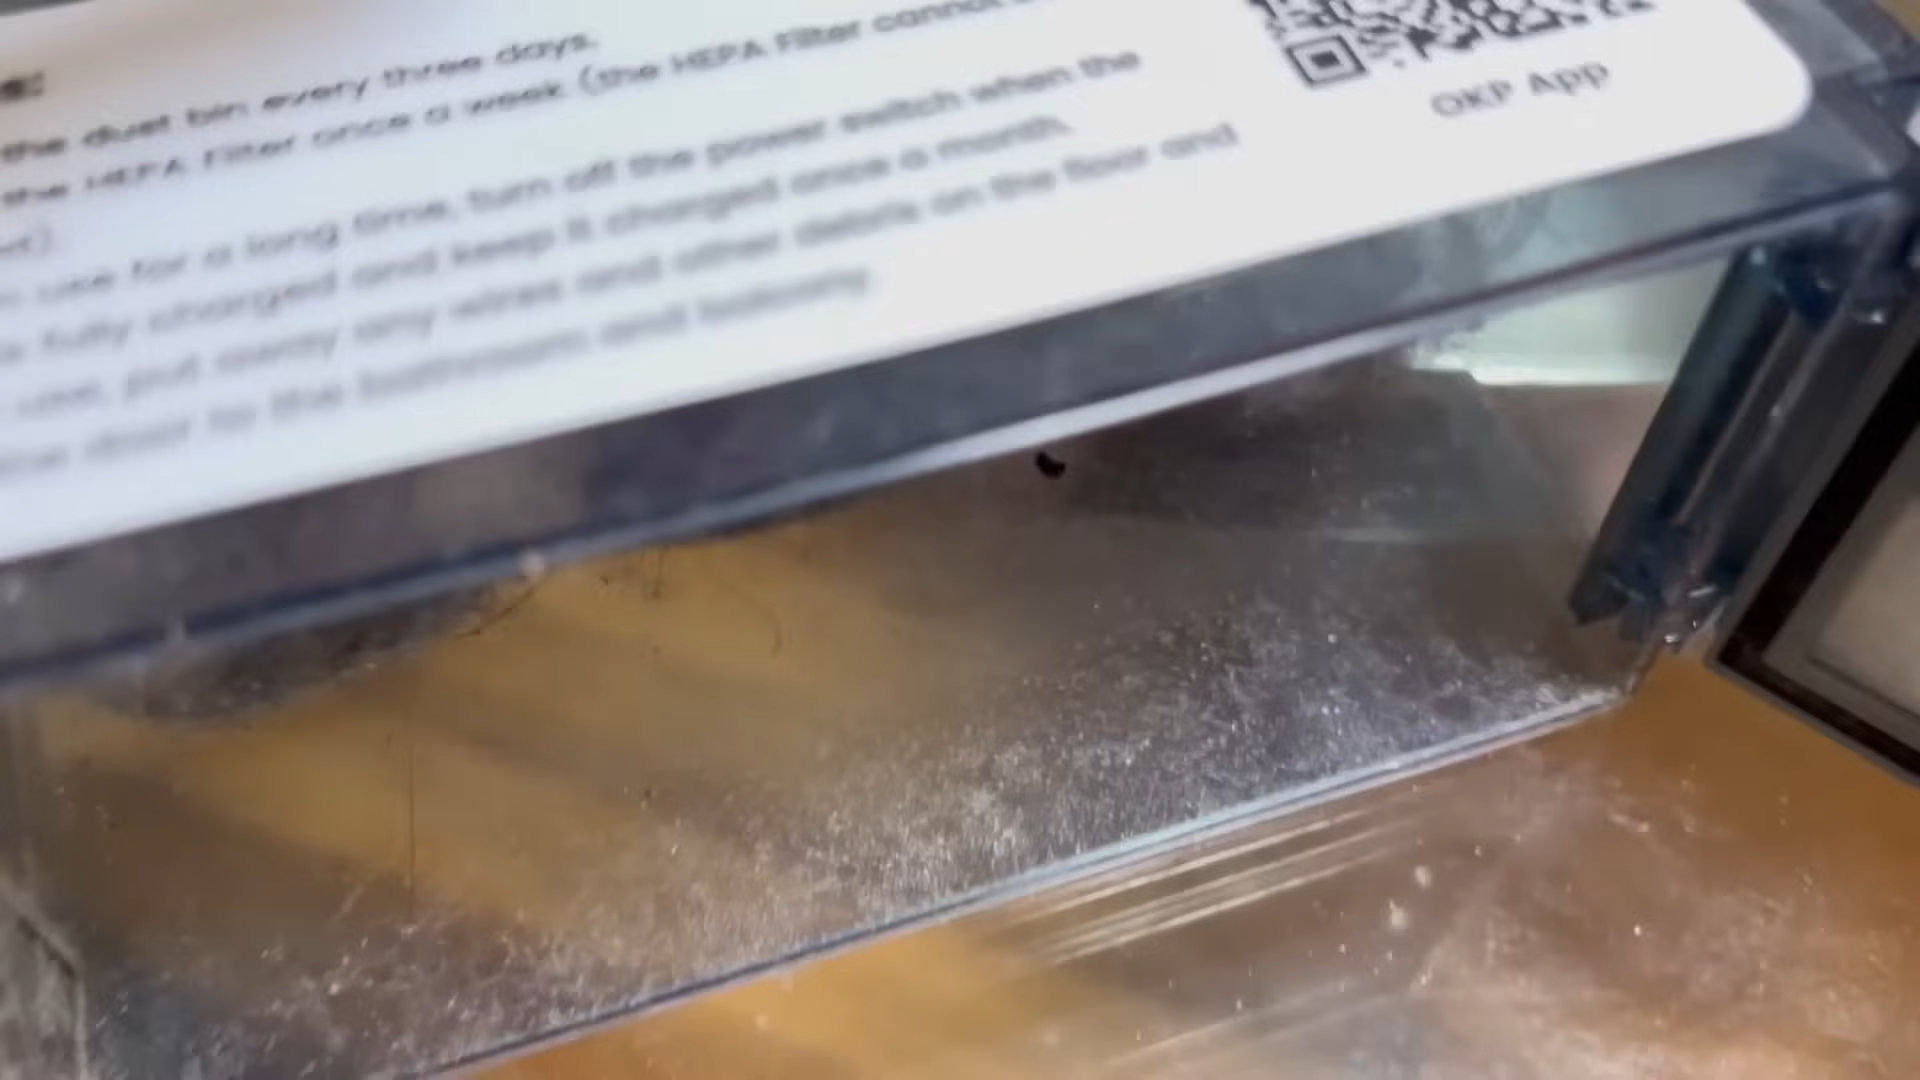 the dust bin every three days.
the HEPA Filter once a week (the HEPA Filter cannot
use for a long time, turn off the power switch when the
fully charged and keep it charged once a month.
use, put away any wires and other debris on the floor and
door to the bathroom and balcony.
OKP App